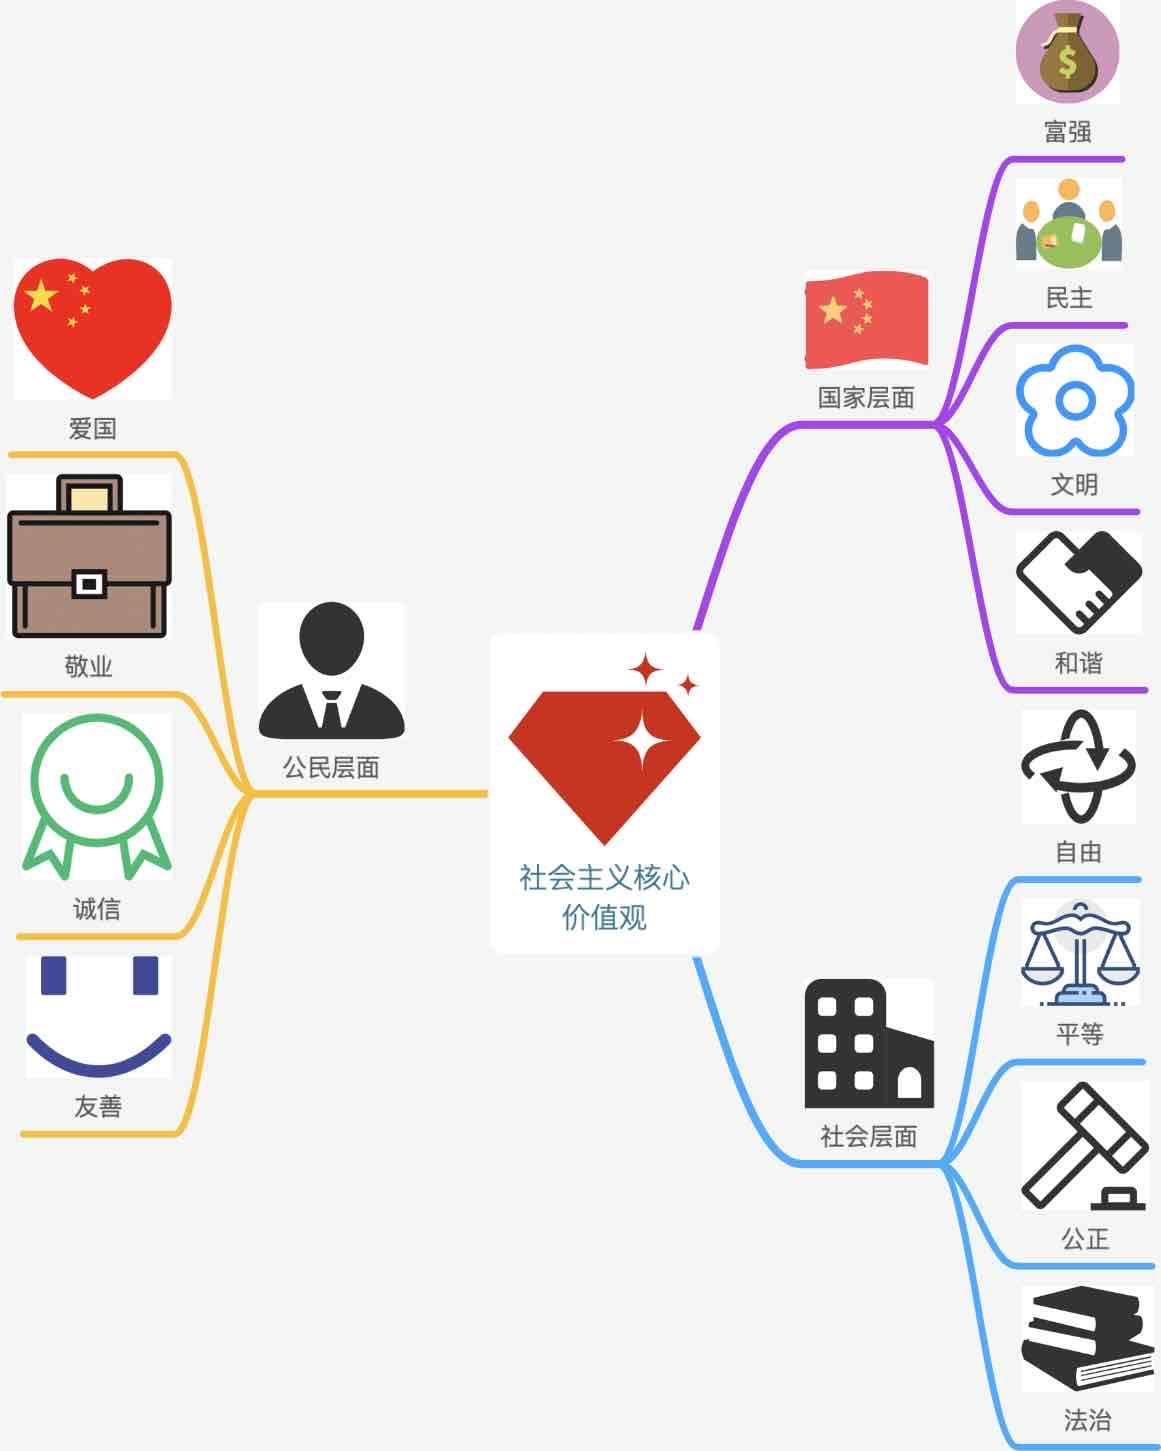 社会主义核心
价值观
国家层面
富强
民主
文明
和谐
社会层面
自由
平等
公正
法治
公民层面
爱国
敬业
诚信
友善